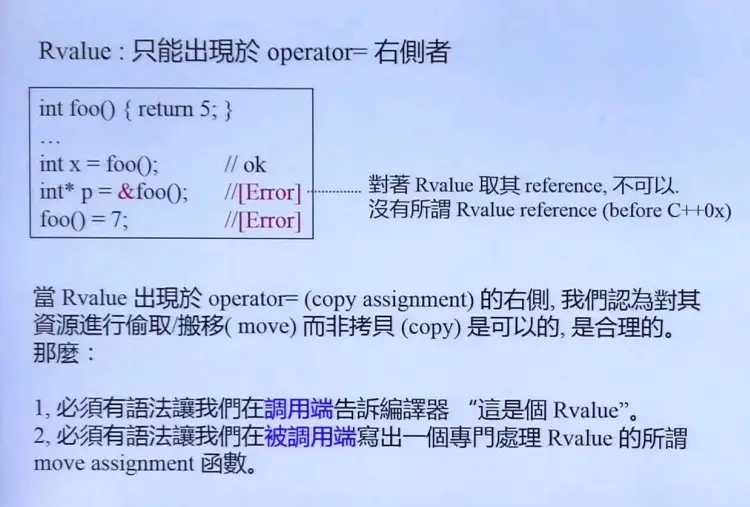 Rvalue : 只能出現於 operator= 右側者
int foo() { return 5; }
…
int x = foo(); // ok
int* p = &foo(); //[Error]
foo() = 7; //[Error]
對著 Rvalue 取其 reference, 不可以.
沒有所謂 Rvalue reference (before C++0x)
當 Rvalue 出現於 operator= (copy assignment) 的右側, 我們認為對其
資源進行偷取/搬移( move) 而非拷貝 (copy) 是可以的, 是合理的。
那麼：
1, 必須有語法讓我們在調用端告訴編譯器 “這是個 Rvalue”。
2, 必須有語法讓我們在被調用端寫出一個專門處理 Rvalue 的所謂
move assignment 函數。